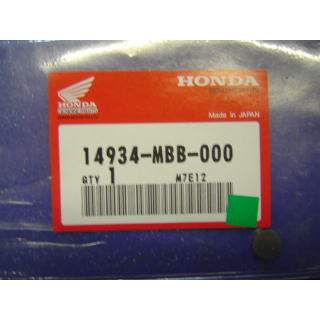 HONDA
HONDA
Made in JAPAN
14934-MBB-000
QTY 1 M7E12